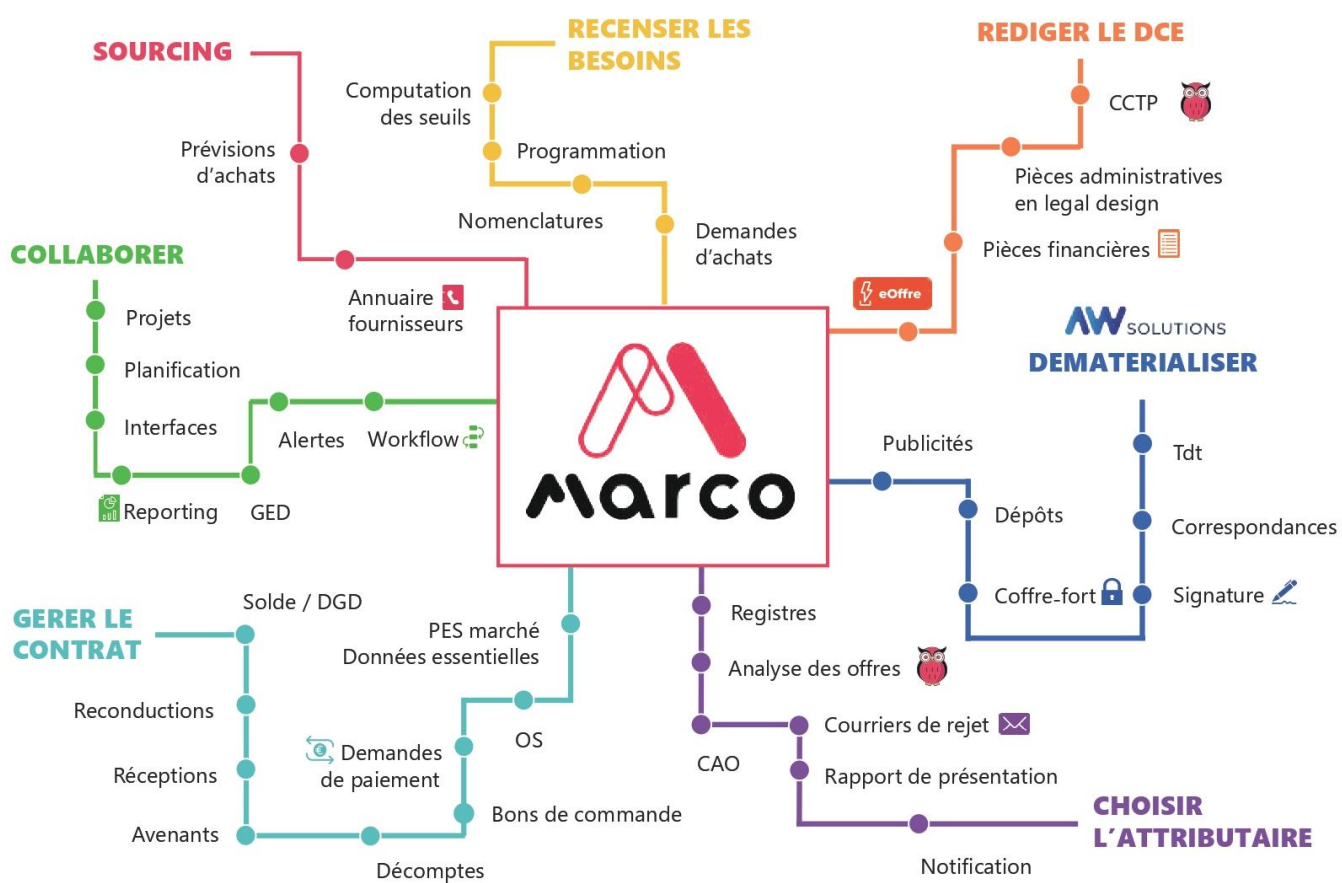 SOURCING
Prévisions
d'achats
Annuaire
fournisseurs
RECENSER LES
BESOINS
Computation
des seuils
Programmation
Nomenclatures
Demandes
d'achats
REDIGER LE DCE
CCTP
Pièces administratives
en legal design
Pièces financières
eOffre
COLLABORER
Projets
Planification
Interfaces
Reporting
GED
Alertes
Workflow
marco
AW SOLUTIONS
DEMATERIALISER
Publicités
Dépôts
Coffre-fort
Tdt
Correspondances
Signature
GERER LE
CONTRAT
Solde / DGD
Reconductions
Réceptions
Avenants
Décomptes
Bons de commande
Demandes
de paiement
OS
PES marché
Données essentielles
Registres
Analyse des offres
CAO
Courriers de rejet
Rapport de présentation
Notification
CHOISIR
L'ATTRIBUTAIRE